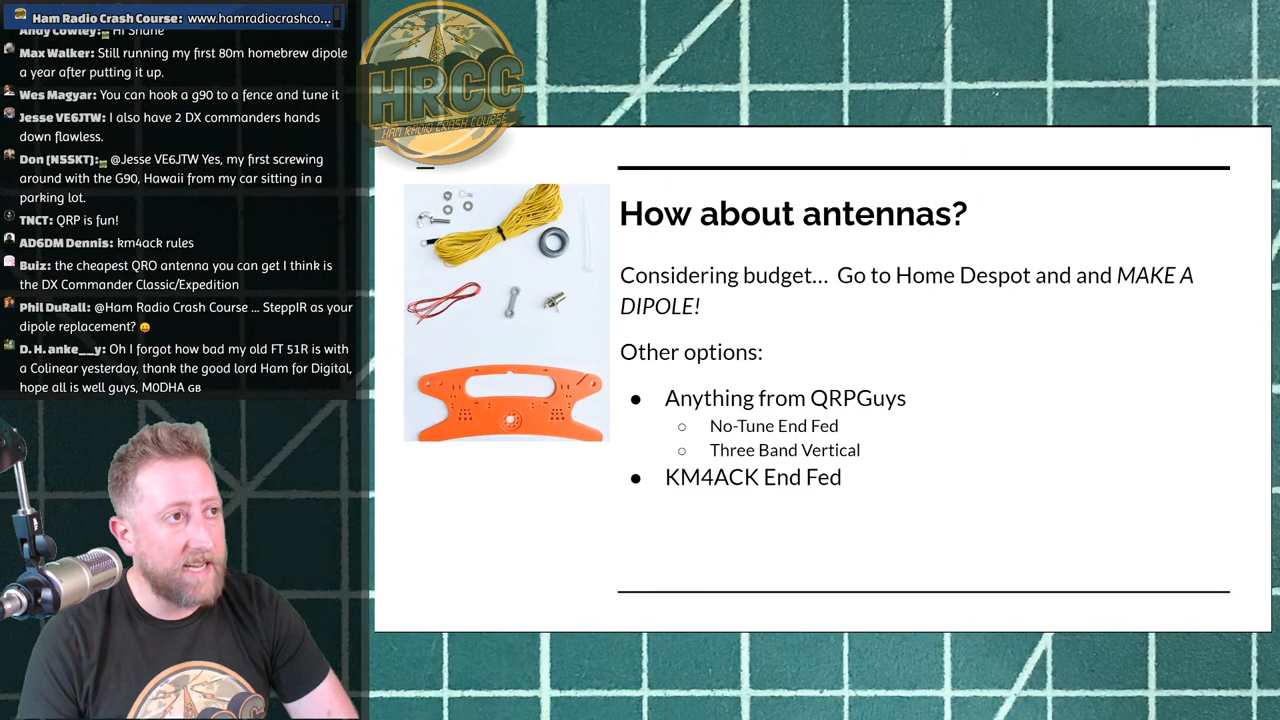 Ham Radio Crash Course: www.hamradiocrashco...
Andy Cowley: Hi Shane
Max Walker: Still running my first 80m homebrew dipole
a year after putting it up.
Wes Magyar: You can hook a g90 to a fence and tune it
Jesse VE6JTW: I also have 2 DX commanders hands
down flawless.
Don (N5SKT): @Jesse VE6JTW Yes, my first screwing
around with the G90, Hawaii from my car sitting in a
parking lot.
TNCT: QRP is fun!
AD6DM Dennis: km4ack rules
Buiz: the cheapest QRO antenna you can get I think is
the DX Commander Classic/Expedition
Phil DuRall: @Ham Radio Crash Course ... SteppIR as your
dipole replacement? 😛
D. H. anke__y: Oh I forgot how bad my old FT 51R is with
a Colinear yesterday, thank the good lord Ham for Digital,
hope all is well guys, M0DHA GB
HRCC
HAM RADIO CRASH COURSE
How about antennas?
Considering budget... Go to Home Despot and and MAKE A
DIPOLE!
Other options:
● Anything from QRPGuys
○ No-Tune End Fed
○ Three Band Vertical
● KM4ACK End Fed